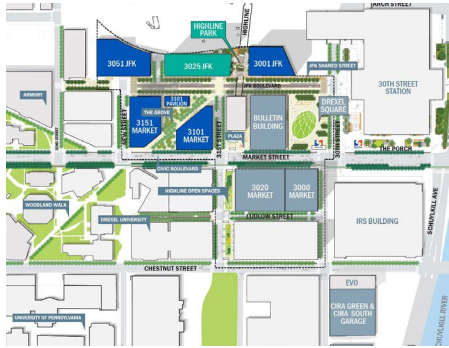 ARCH STREET
HIGHLINE
HIGHLINE
PARK
3051 JFK
3025 JFK
3001 JFK
JFK SHARED STREET
JFK BOULEVARD
30TH STREET
STATION
ARMORY
32ND STREET
NEW STREET
3101
PAVILION
THE GROVE
3151
MARKET
3101
MARKET
31ST STREET
PLAZA
BULLETIN
BUILDING
DREXEL
SQUARE
30TH STREET
THE PORCH
MARKET STREET
CIVIC BOULEVARD
HIGHLINE OPEN SPACES
3020
MARKET
3000
MARKET
WOODLAND WALK
DREXEL UNIVERSITY
LUDLOW STREET
IRS BUILDING
SCHUYLKILL AVE
CHESTNUT STREET
EVO
CIRA GREEN &
CIRA SOUTH
GARAGE
UNIVERSITY OF PENNSYLVANIA
SCHUYLKILL RIVER